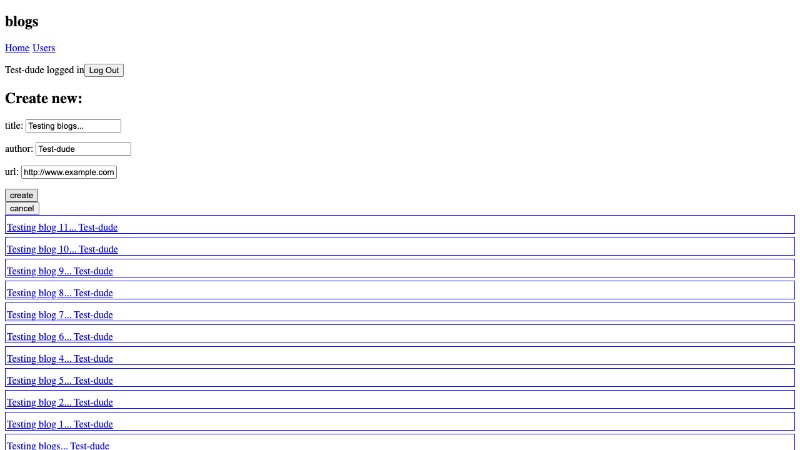 blogs
Home Users
Test-dude logged in Log Out
Create new:
title: Testing blogs...
author: Test-dude
url: http://www.example.com
create
cancel
Testing blog 11... Test-dude
Testing blog 10... Test-dude
Testing blog 9... Test-dude
Testing blog 8... Test-dude
Testing blog 7... Test-dude
Testing blog 6... Test-dude
Testing blog 4... Test-dude
Testing blog 5... Test-dude
Testing blog 2... Test-dude
Testing blog 1... Test-dude
Testing blogs... Test-dude